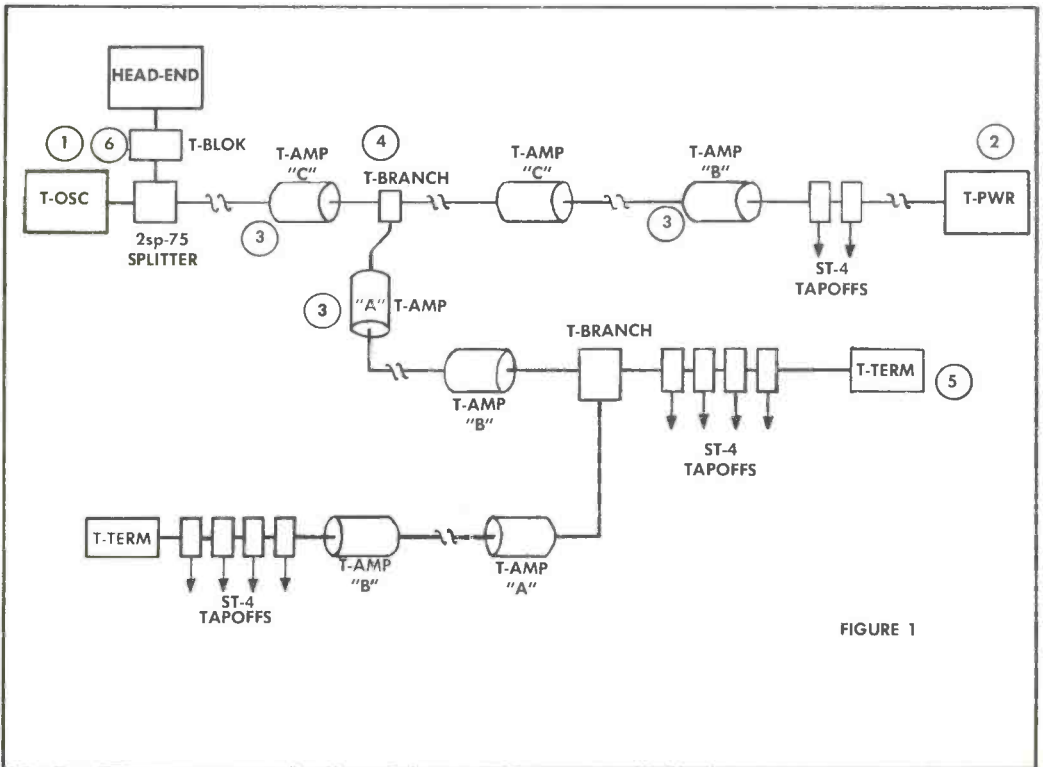 HEAD-END
1
6
T-BLOK
T-OSC
2sp-75
SPLITTER
T-AMP
"C"
3
4
T-BRANCH
T-AMP
"C"
T-AMP
"B"
3
2
T-PWR
ST-4
TAPOFFS
3
"A" T-AMP
T-AMP
"B"
T-BRANCH
T-TERM
5
ST-4
TAPOFFS
T-TERM
ST-4
TAPOFFS
T-AMP
"B"
T-AMP
"A"
FIGURE 1